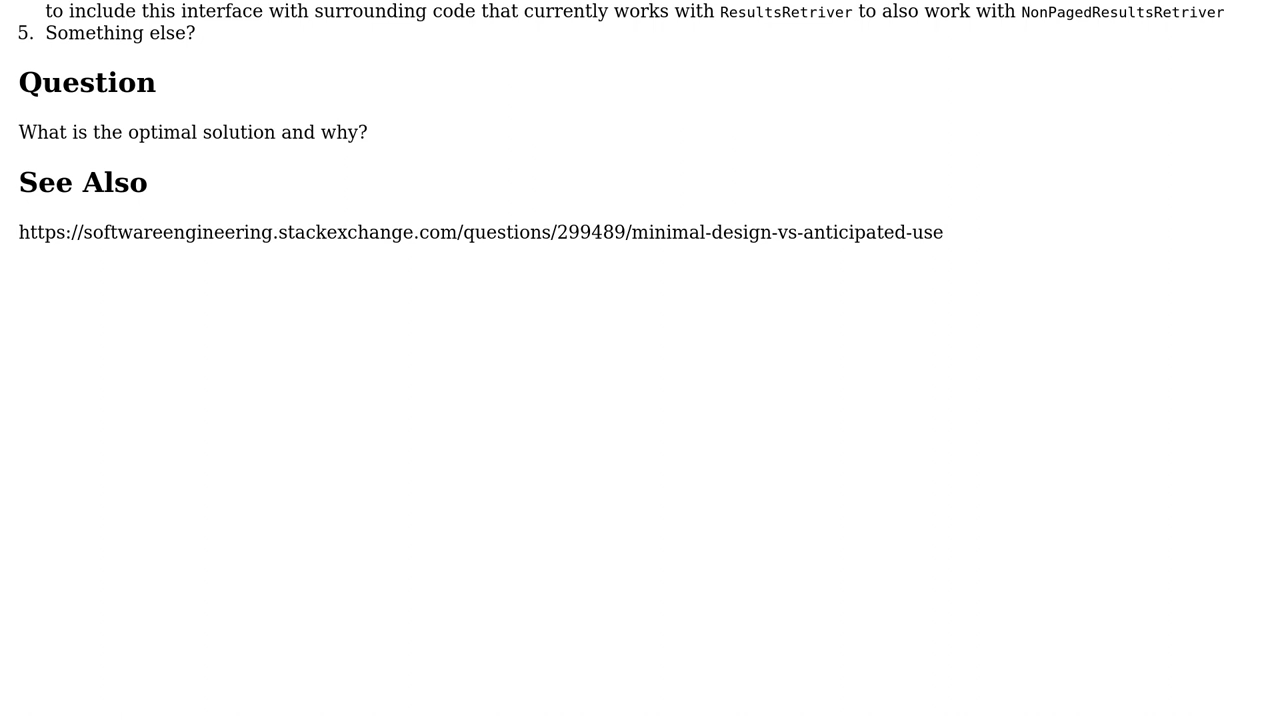 to include this interface with surrounding code that currently works with ResultsRetriver to also work with NonPagedResultsRetriver
5. Something else?
Question
What is the optimal solution and why?
See Also
https://softwareengineering.stackexchange.com/questions/299489/minimal-design-vs-anticipated-use